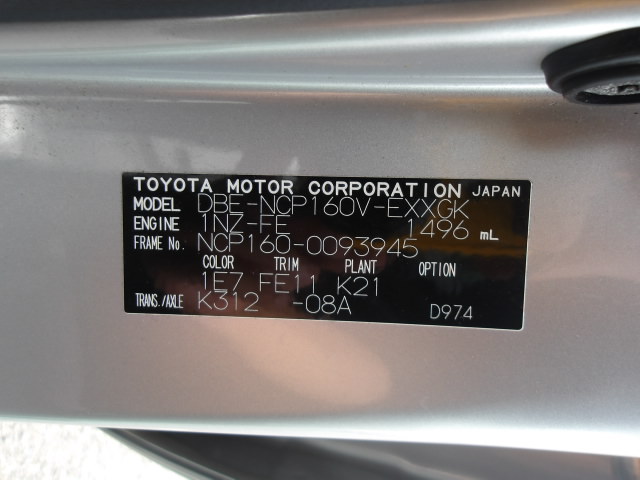 TOYOTA MOTOR CORPORATION JAPAN
MODEL DBE-NCP160V-EXXGK
ENGINE 1NZ-FE 1496 mL
FRAME No. NCP160-0093945
COLOR TRIM PLANT OPTION
1E7 FE11 K21
TRANS./AXLE K312 -08A D974